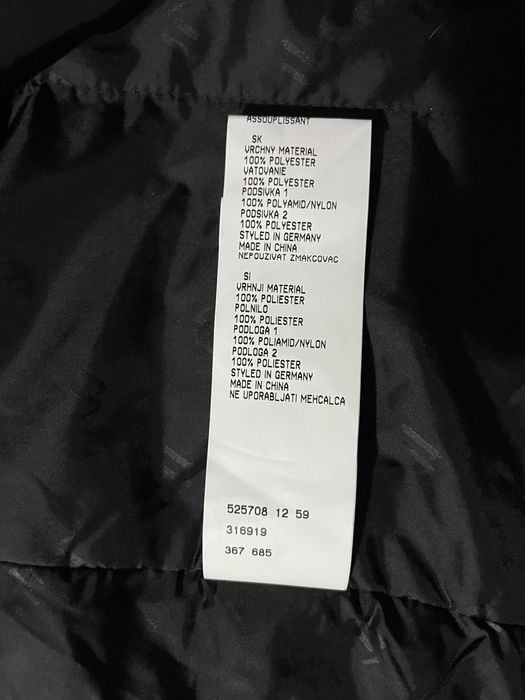 ASSOUPLISSANT
SK
VRCHNY MATERIAL
100% POLYESTER
VATOVANIE
100% POLYESTER
PODSIVKA 1
100% POLYAMID/NYLON
PODSIVKA 2
100% POLYESTER
STYLED IN GERMANY
MADE IN CHINA
NEPOUZIVAT ZMAKCOVAC
SI
VRHNJI MATERIAL
100% POLIESTER
POLNILO
100% POLIESTER
PODLOGA 1
100% POLIAMID/NYLON
PODLOGA 2
100% POLIESTER
STYLED IN GERMANY
MADE IN CHINA
NE UPORABLJATI MEHCALCA
525708 12 59
316919
367 685